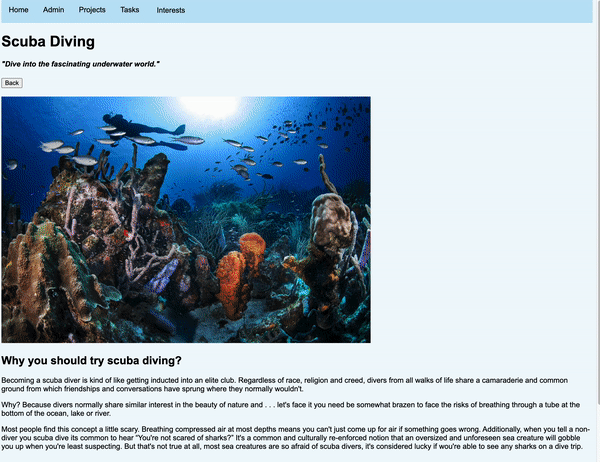 Home Admin Projects Tasks Interests
Scuba Diving
"Dive into the fascinating underwater world."
Back
Why you should try scuba diving?
Becoming a scuba diver is kind of like getting inducted into an elite club. Regardless of race, religion and creed, divers from all walks of life share a camaraderie and common
ground from which friendships and conversations have sprung where they normally wouldn't.
Why? Because divers normally share similar interest in the beauty of nature and . . . let's face it you need be somewhat brazen to face the risks of breathing through a tube at the
bottom of the ocean, lake or river.
Most people find this concept a little scary. Breathing compressed air at most depths means you can't just come up for air if something goes wrong. Additionally, when you tell a non-
diver you scuba dive its common to hear "You're not scared of sharks?" It's a common and culturally re-enforced notion that an oversized and unforeseen sea creature will gobble
you up when you're least suspecting. But that's not true at all, most sea creatures are so afraid of scuba divers, it's considered lucky if you're able to see any sharks on a dive trip.